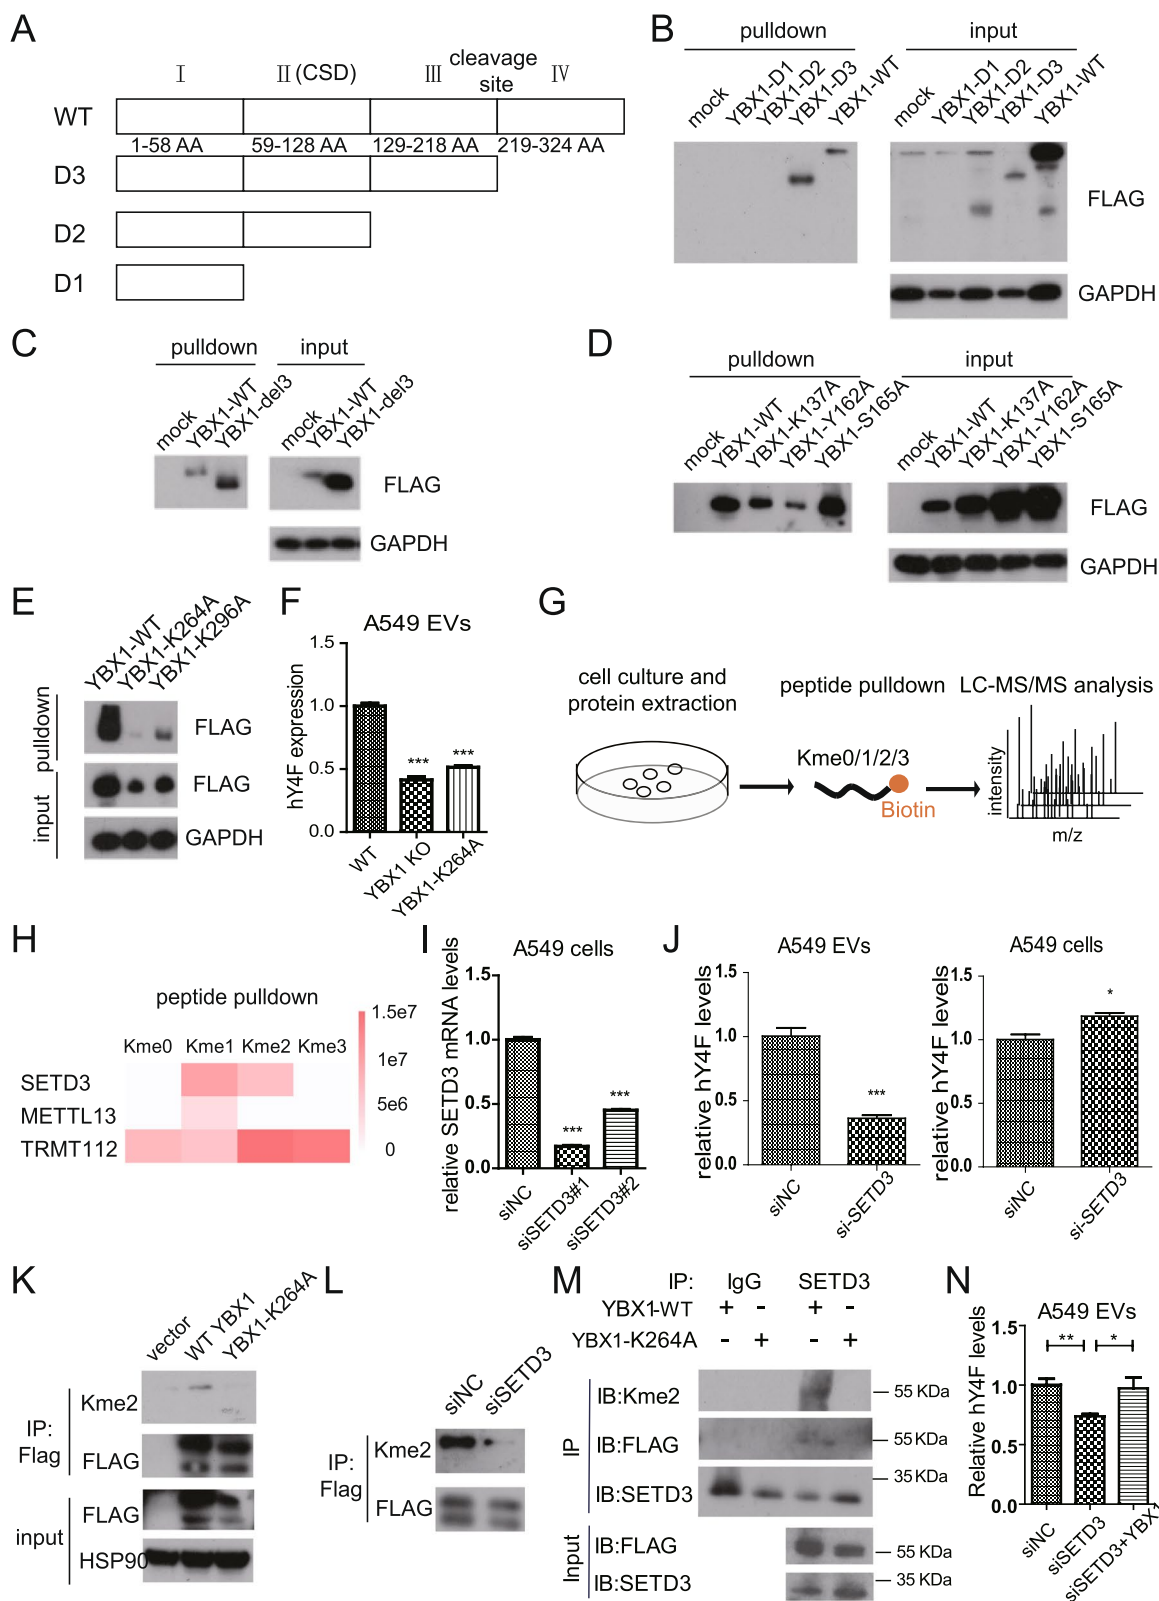 A
I
II (CSD)
III
cleavage
site
IV
WT
1-58 AA
59-128 AA
129-218 AA
219-324 AA
D3
D2
D1
B
pulldown
input
mock
YBX1-D1
YBX1-D2
YBX1-D3
YBX1-WT
mock
YBX1-D1
YBX1-D2
YBX1-D3
YBX1-WT
FLAG
GAPDH
C
pulldown
input
mock
YBX1-WT
YBX1-del3
mock
YBX1-WT
YBX1-del3
FLAG
GAPDH
D
pulldown
input
mock
YBX1-WT
YBX1-K137A
YBX1-Y162A
YBX1-S165A
mock
YBX1-WT
YBX1-K137A
YBX1-Y162A
YBX1-S165A
FLAG
GAPDH
E
YBX1-WT
YBX1-K264A
YBX1-K296A
pulldown
FLAG
input
FLAG
GAPDH
F
A549 EVs
hY4F expression
1.5
1.0
0.5
0.0
***
***
WT
YBX1 KO
YBX1-K264A
G
cell culture and
protein extraction
peptide pulldown
LC-MS/MS analysis
Kme0/1/2/3
Biotin
intensity
m/z
H
peptide pulldown
Kme0 Kme1 Kme2 Kme3
SETD3
METTL13
TRMT112
1.5e7
1e7
5e6
0
I
A549 cells
relative SETD3 mRNA levels
1.5
1.0
0.5
0.0
***
***
siNC
siSETD3#1
siSETD3#2
J
A549 EVs
relative hY4F levels
1.5
1.0
0.5
0.0
***
siNC
si-SETD3
A549 cells
relative hY4F levels
1.5
1.0
0.5
0.0
*
siNC
si-SETD3
K
vector
WT YBX1
YBX1-K264A
IP:
Flag
Kme2
FLAG
input
FLAG
HSP90
L
siNC
siSETD3
IP:
Flag
Kme2
FLAG
M
IP: IgG SETD3
YBX1-WT + - + -
YBX1-K264A - + - +
IP
IB:Kme2
55 KDa
IB:FLAG
55 KDa
IB:SETD3
35 KDa
Input
IB:FLAG
55 KDa
IB:SETD3
35 KDa
N
A549 EVs
Relative hY4F levels
1.5
1.0
0.5
0.0
**
*
siNC
siSETD3
siSETD3+YBX1